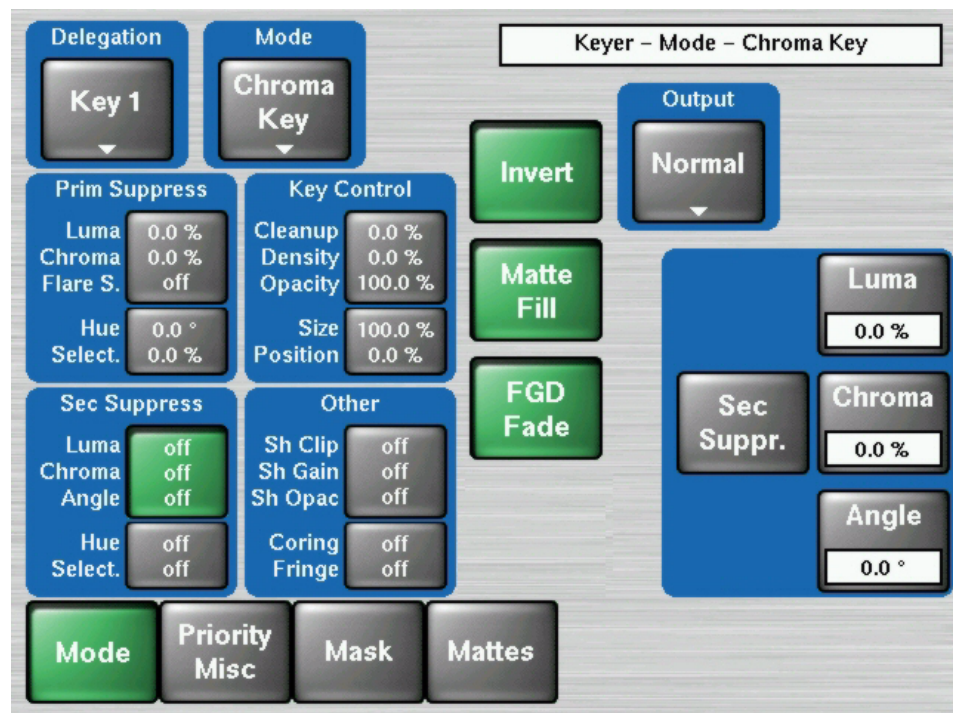 Delegation
Key 1
Mode
Chroma
Key
Keyer – Mode – Chroma Key
Output
Normal
Invert
Matte
Fill
FGD
Fade
Prim Suppress
Luma 0.0 %
Chroma 0.0 %
Flare S. off
Hue 0.0 °
Select. 0.0 %
Key Control
Cleanup 0.0 %
Density 0.0 %
Opacity 100.0 %
Size 100.0 %
Position 0.0 %
Sec Suppress
Luma off
Chroma off
Angle off
Hue off
Select. off
Other
Sh Clip off
Sh Gain off
Sh Opac off
Coring off
Fringe off
Sec
Suppr.
Luma
0.0 %
Chroma
0.0 %
Angle
0.0 °
Mode
Priority
Misc
Mask
Mattes